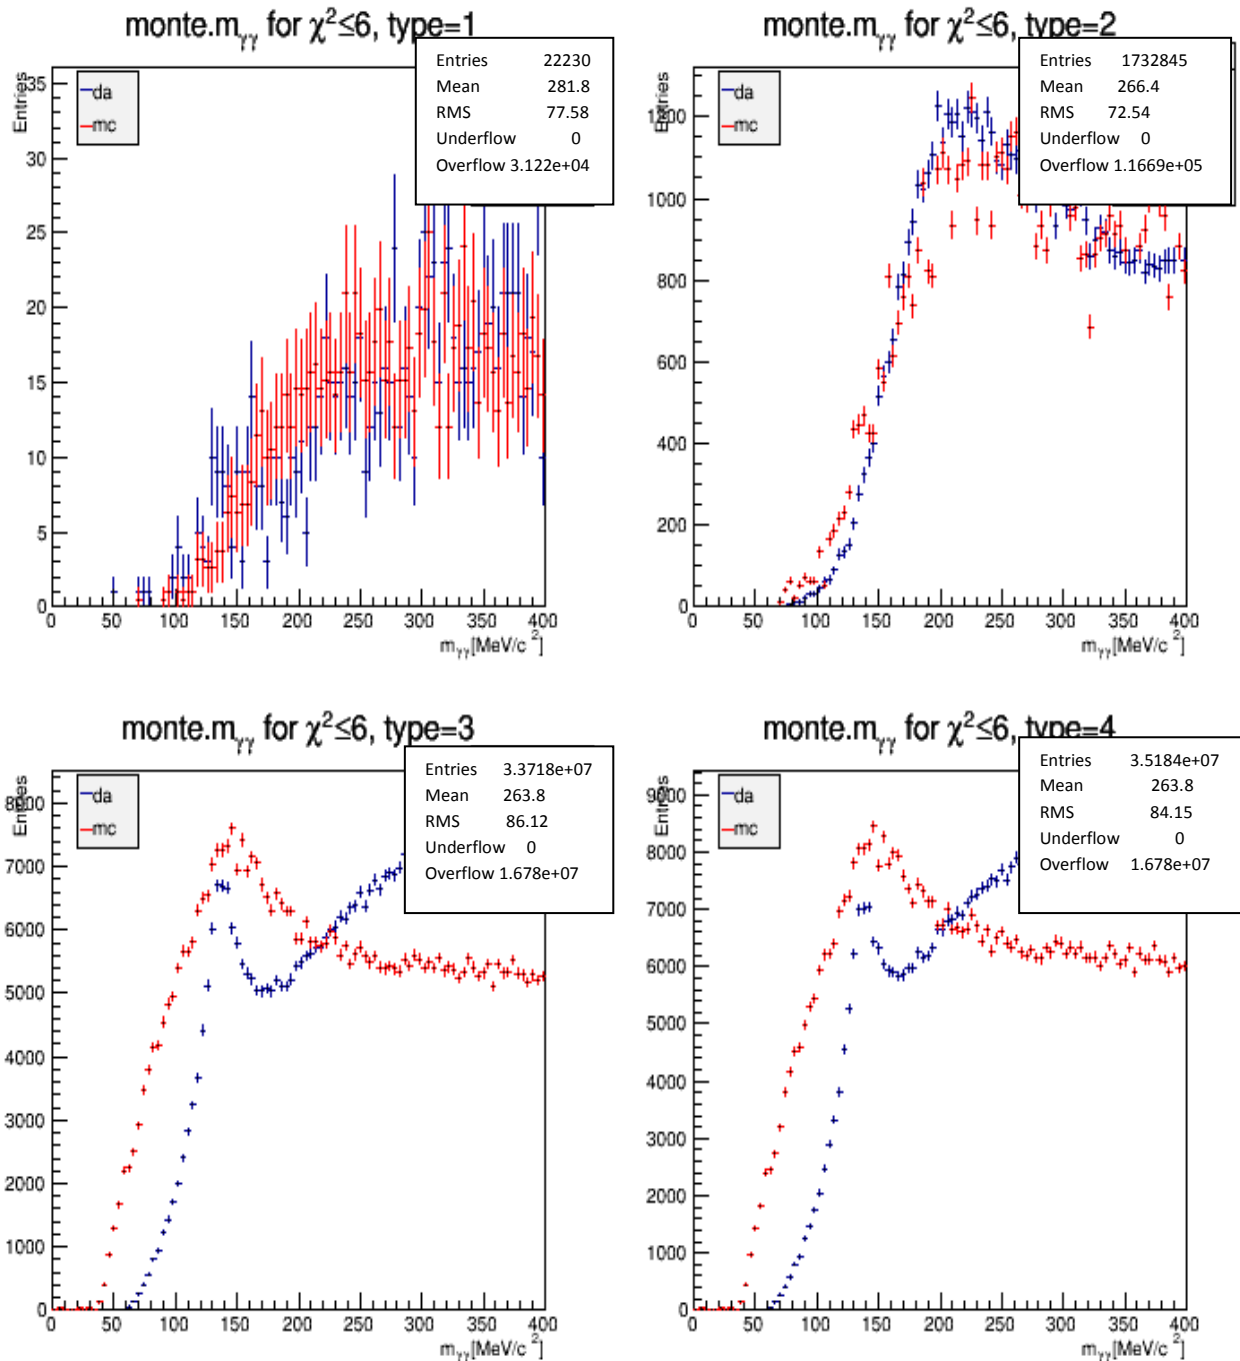 monte.mγγ for χ²≤6, type=1
Entries
da
mc
Entries 22230
Mean 281.8
RMS 77.58
Underflow 0
Overflow 3.122e+04
35
30
25
20
15
10
5
0
0 50 100 150 200 250 300 350 400
mγγ[MeV/c²]
monte.mγγ for χ²≤6, type=2
Entries
da
mc
Entries 1732845
Mean 266.4
RMS 72.54
Underflow 0
Overflow 1.1669e+05
1200
1000
800
600
400
200
0
0 50 100 150 200 250 300 350 400
mγγ[MeV/c²]
monte.mγγ for χ²≤6, type=3
Entries
da
mc
Entries 3.3718e+07
Mean 263.8
RMS 86.12
Underflow 0
Overflow 1.678e+07
8000
7000
6000
5000
4000
3000
2000
1000
0
0 50 100 150 200 250 300 350 400
mγγ[MeV/c²]
monte.mγγ for χ²≤6, type=4
Entries
da
mc
Entries 3.5184e+07
Mean 263.8
RMS 84.15
Underflow 0
Overflow 1.678e+07
9000
8000
7000
6000
5000
4000
3000
2000
1000
0
0 50 100 150 200 250 300 350 400
mγγ[MeV/c²]